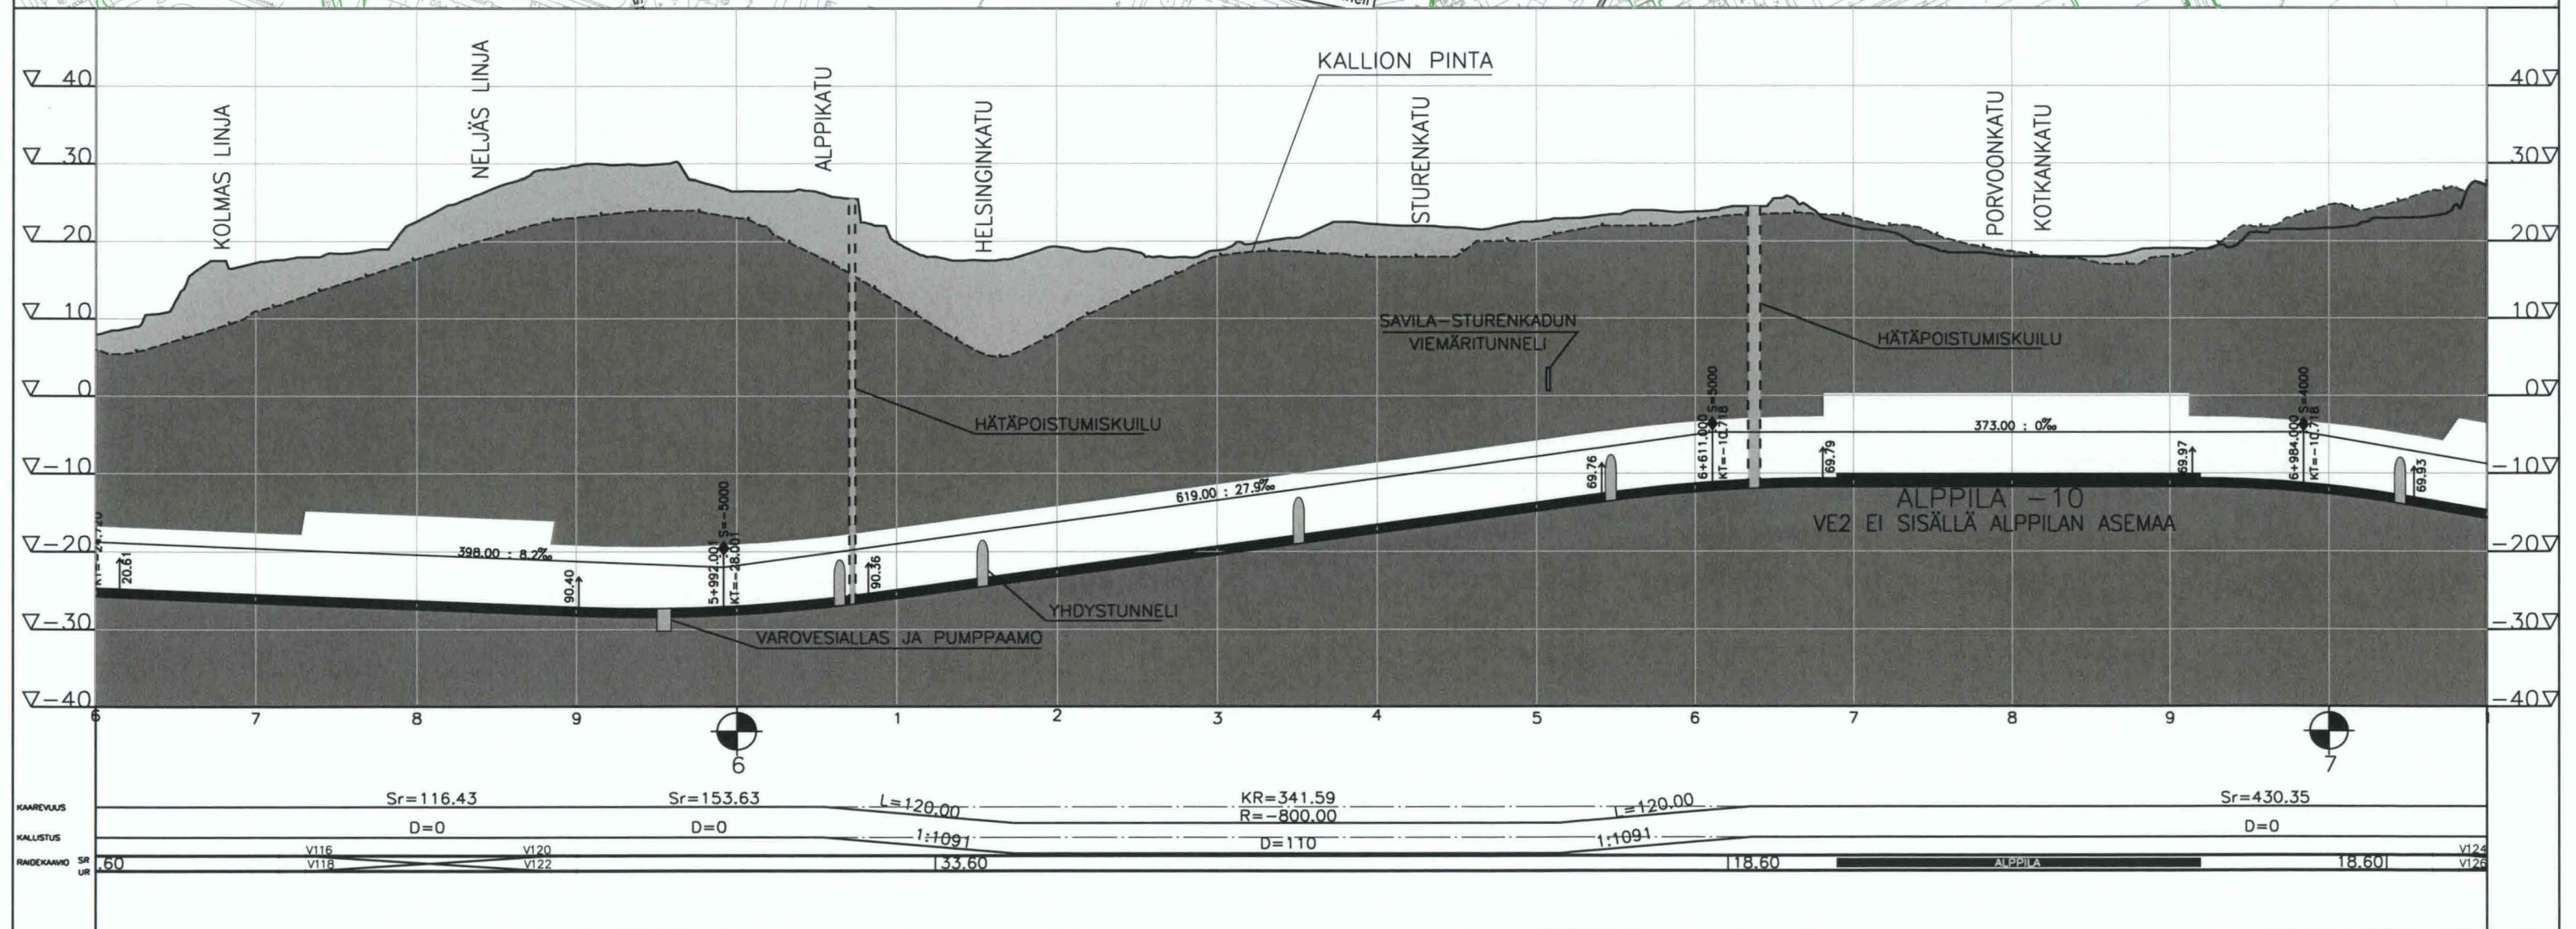 KALLION PINTA
KOLMAS LINJA
NELJÄS LINJA
ALPPIKATU
HELSINGINKATU
STURENKATU
PORVOONKATU
KOTKANKATU
40 40
30 30
20 20
10 10
0 0
-10 -10
-20 -20
-30 -30
-40 -40
SAVILA-STURENKADUN
VIEMÄRITUNNELI
HÄTÄPOISTUMISKUILU
HÄTÄPOISTUMISKUILU
20.61
398.00 : 8.2‰
90.40
5+992.001 S=-5000
KT=-28.001
90.36
619.00 : 27.9‰
69.76
6+611.000 S=5000
KT=-10.718
69.79
373.00 : 0‰
69.97
6+984.000 S=4000
KT=-10.718
69.93
ALPPILA -10
VE2 EI SISÄLLÄ ALPPILAN ASEMAA
YHDYSTUNNELI
VAROVESIALLAS JA PUMPPAAMO
6 7 8 9 1 2 3 4 5 6 7 8 9 1
6 7
KAAREVUUS Sr=116.43 Sr=153.63 L=120.00 KR=341.59 L=120.00 Sr=430.35
R=-800.00
KALLISTUS D=0 D=0 1:1091 D=110 1:1091 D=0
V116 V120 V124
RAIDEKAAVIO SR .60 V118 V122 33.60 18.60 ALPPILA 18.60 V126
UR